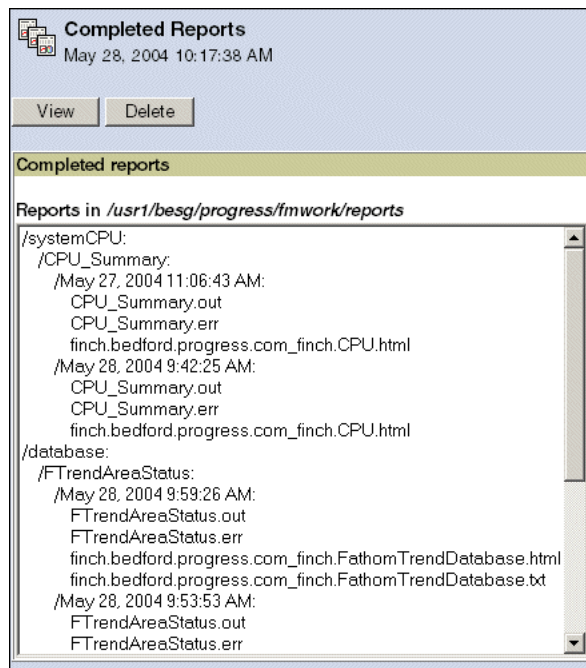 Completed Reports
May 28, 2004 10:17:38 AM
View Delete
Completed reports
Reports in /usr1/besg/progress/fmwork/reports
/systemCPU:
/CPU_Summary:
/May 27, 2004 11:06:43 AM:
CPU_Summary.out
CPU_Summary.err
finch.bedford.progress.com_finch.CPU.html
/May 28, 2004 9:42:25 AM:
CPU_Summary.out
CPU_Summary.err
finch.bedford.progress.com_finch.CPU.html
/database:
/FTrendAreaStatus:
/May 28, 2004 9:59:26 AM:
FTrendAreaStatus.out
FTrendAreaStatus.err
finch.bedford.progress.com_finch.FathomTrendDatabase.html
finch.bedford.progress.com_finch.FathomTrendDatabase.txt
/May 28, 2004 9:53:53 AM:
FTrendAreaStatus.out
FTrendAreaStatus.err